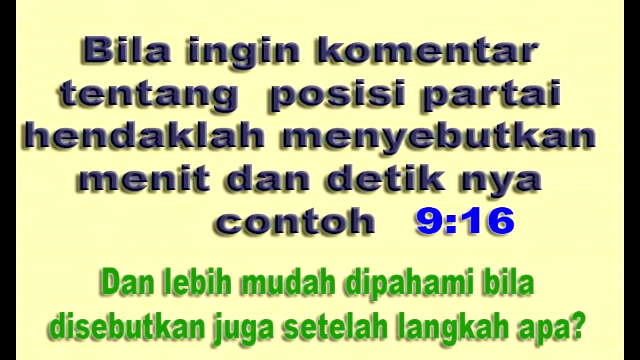 Bila ingin komentar
tentang posisi partai
hendaklah menyebutkan
menit dan detik nya
contoh 9:16
Dan lebih mudah dipahami bila
disebutkan juga setelah langkah apa?